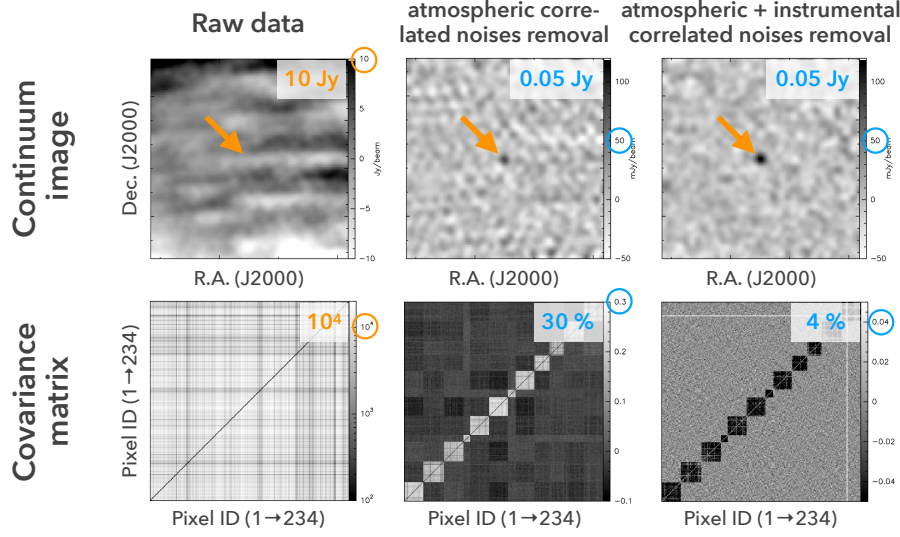 Raw data
atmospheric corre-
lated noises removal
atmospheric + instrumental
correlated noises removal
Continuum
image
Dec. (J2000)
10 Jy
10
5
0
−5
−10
Jy/beam
0.05 Jy
100
50
0
−50
mJy/beam
0.05 Jy
100
50
0
−50
mJy/beam
R.A. (J2000)
R.A. (J2000)
R.A. (J2000)
Covariance
matrix
Pixel ID (1→234)
10⁴
10⁴
10³
10²
30 %
0.3
0.2
0.1
0
−0.1
4 %
0.04
0.02
0
−0.02
−0.04
Pixel ID (1→234)
Pixel ID (1→234)
Pixel ID (1→234)